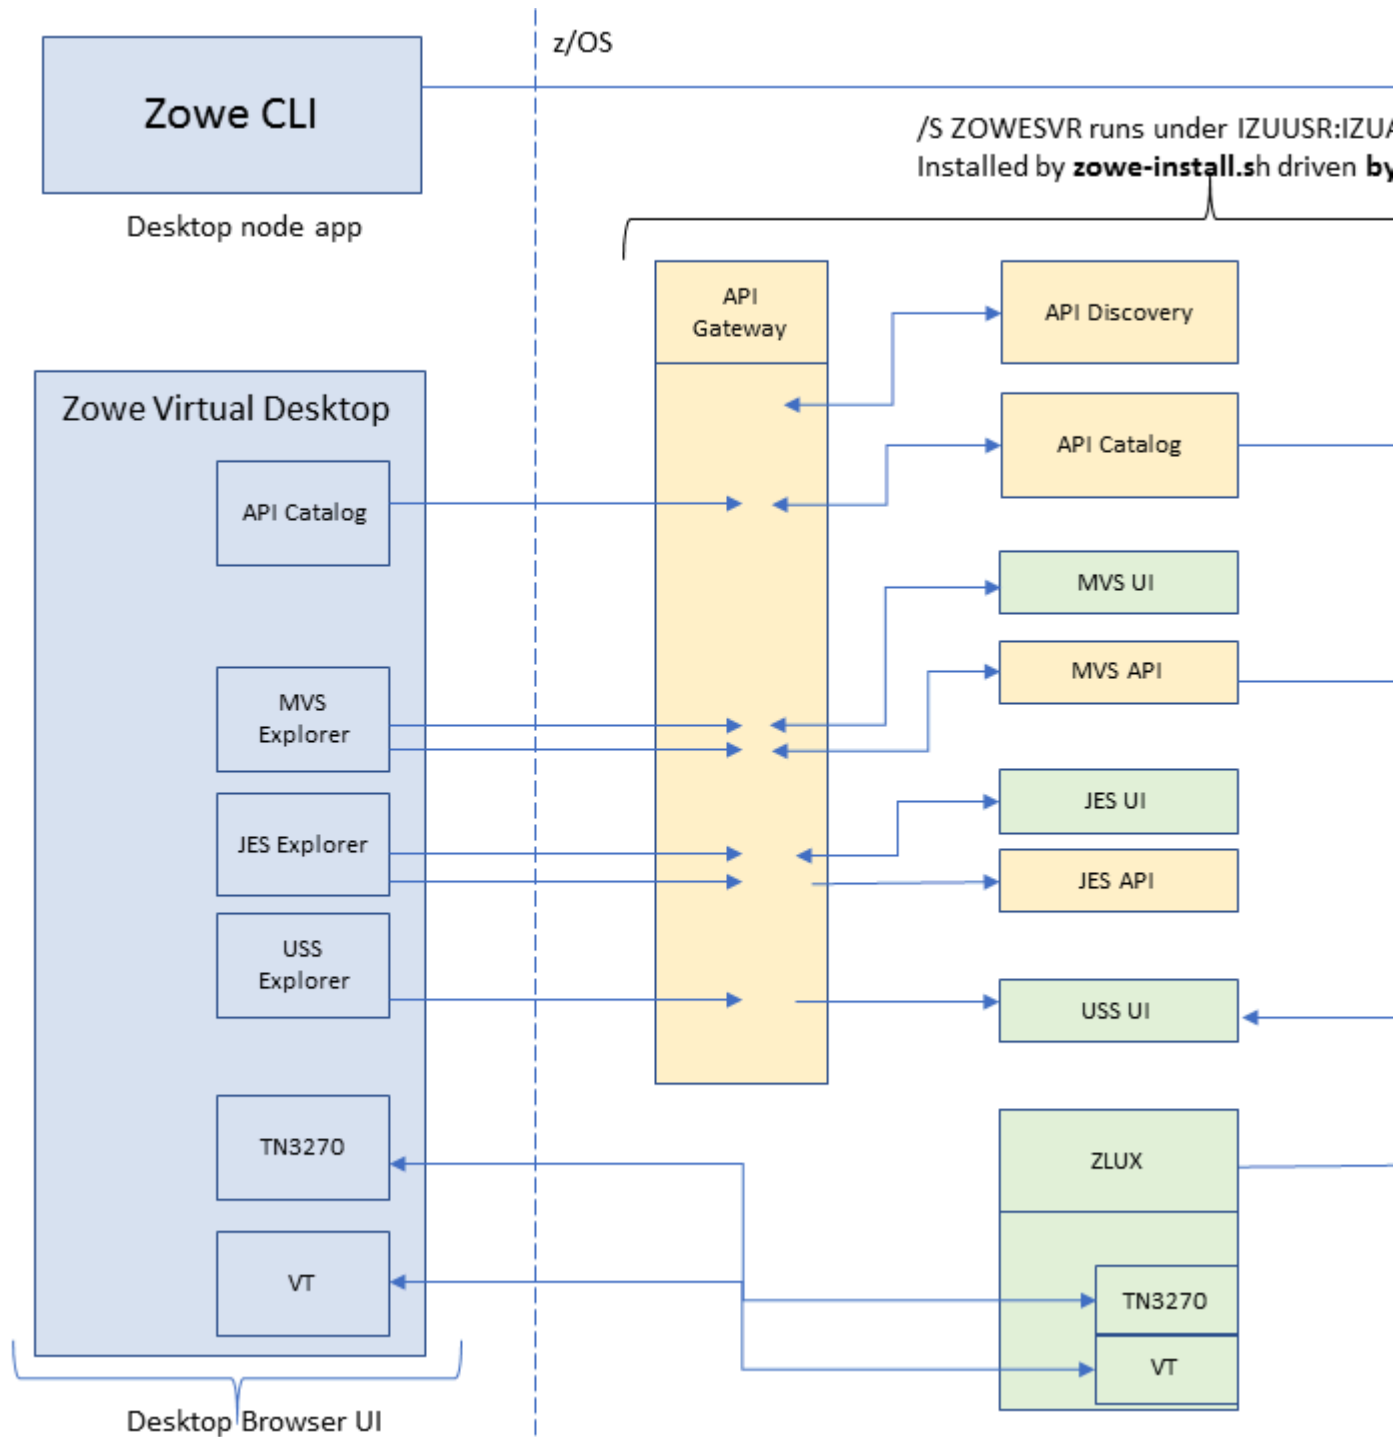 z/OS
Zowe CLI
Desktop node app
/S ZOWESVR runs under IZUUSR:IZUA
Installed by zowe-install.sh driven by
Zowe Virtual Desktop
API Catalog
MVS
Explorer
JES Explorer
USS
Explorer
TN3270
VT
Desktop Browser UI
API
Gateway
API Discovery
API Catalog
MVS UI
MVS API
JES UI
JES API
USS UI
ZLUX
TN3270
VT